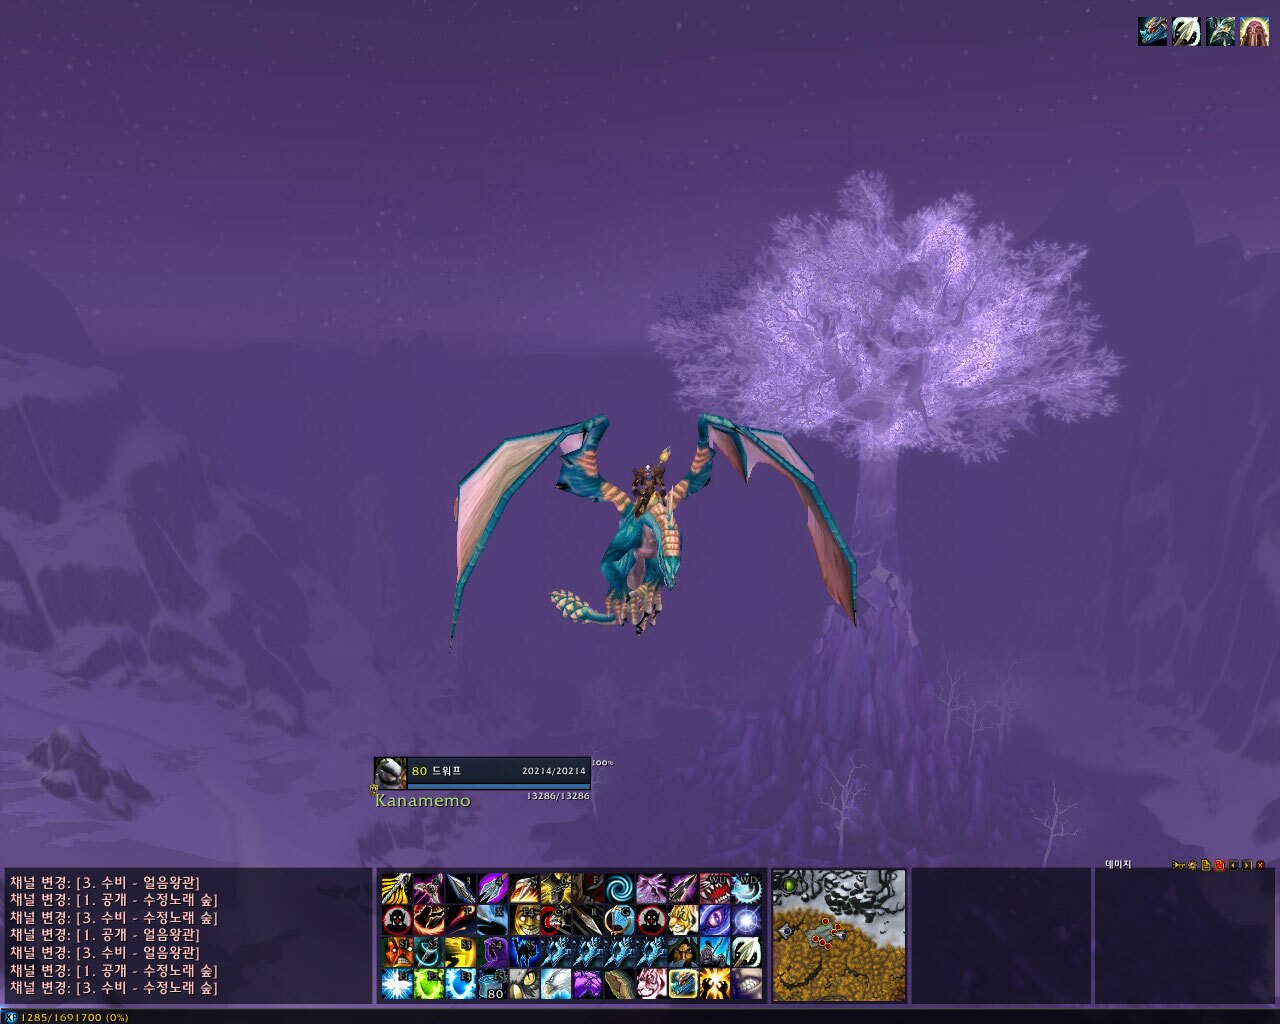 80 드워프 20214/20214
100%
Kanamemo 13286/13286
데미지
채널 변경: [3. 수비 - 얼음왕관]
채널 변경: [1. 공개 - 수정노래 숲]
채널 변경: [3. 수비 - 수정노래 숲]
채널 변경: [1. 공개 - 얼음왕관]
채널 변경: [3. 수비 - 얼음왕관]
채널 변경: [1. 공개 - 수정노래 숲]
채널 변경: [3. 수비 - 수정노래 숲]
80
XP 1285/1691700 (0%)